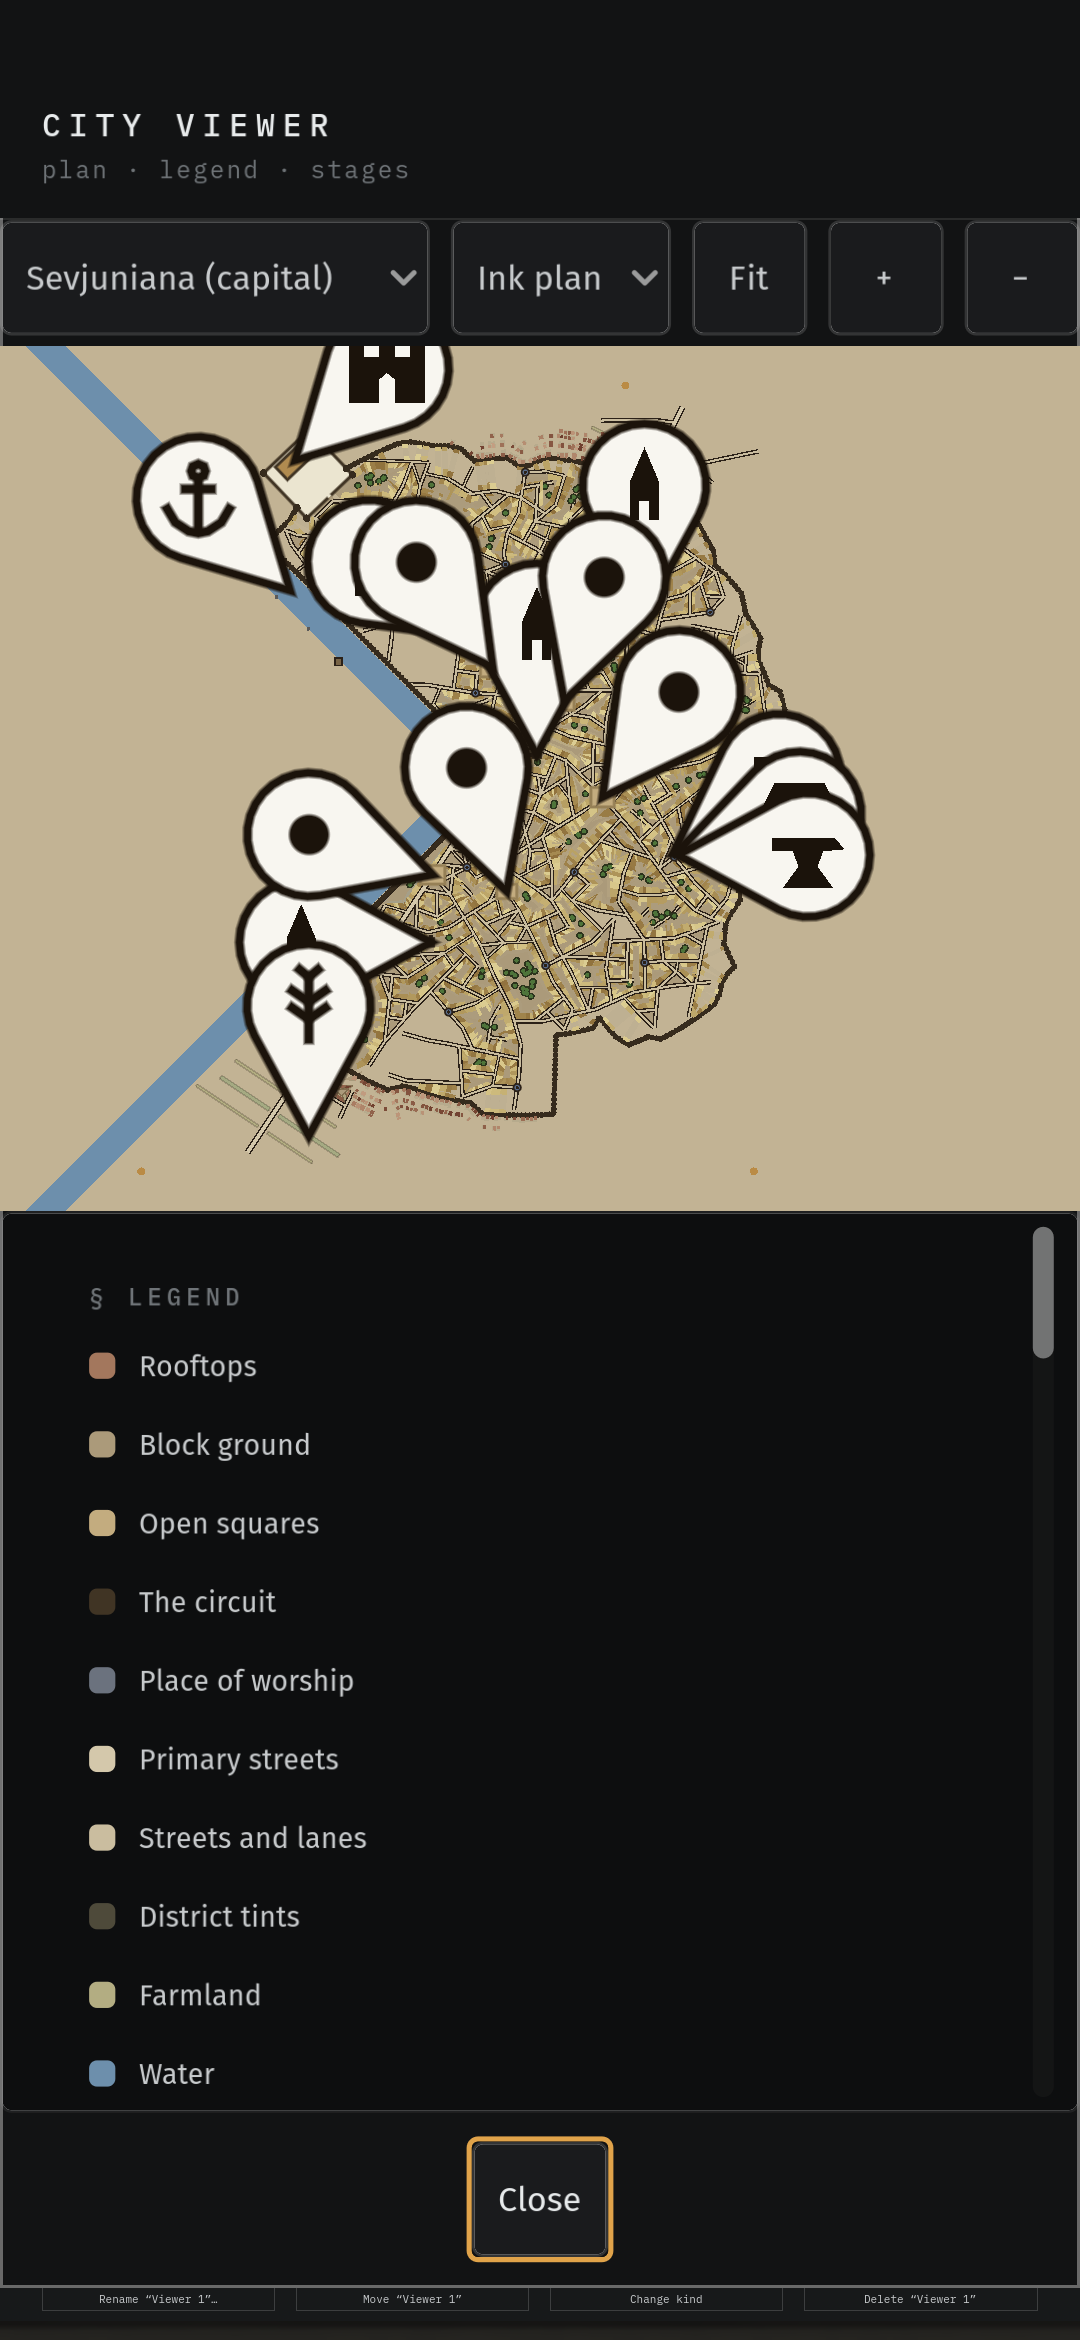 CITY VIEWER
plan · legend · stages
Sevjuniana (capital)
Ink plan
Fit
+
−
§ LEGEND
Rooftops
Block ground
Open squares
The circuit
Place of worship
Primary streets
Streets and lanes
District tints
Farmland
Water
Close
Rename “Viewer 1”…
Move “Viewer 1”
Change kind
Delete “Viewer 1”